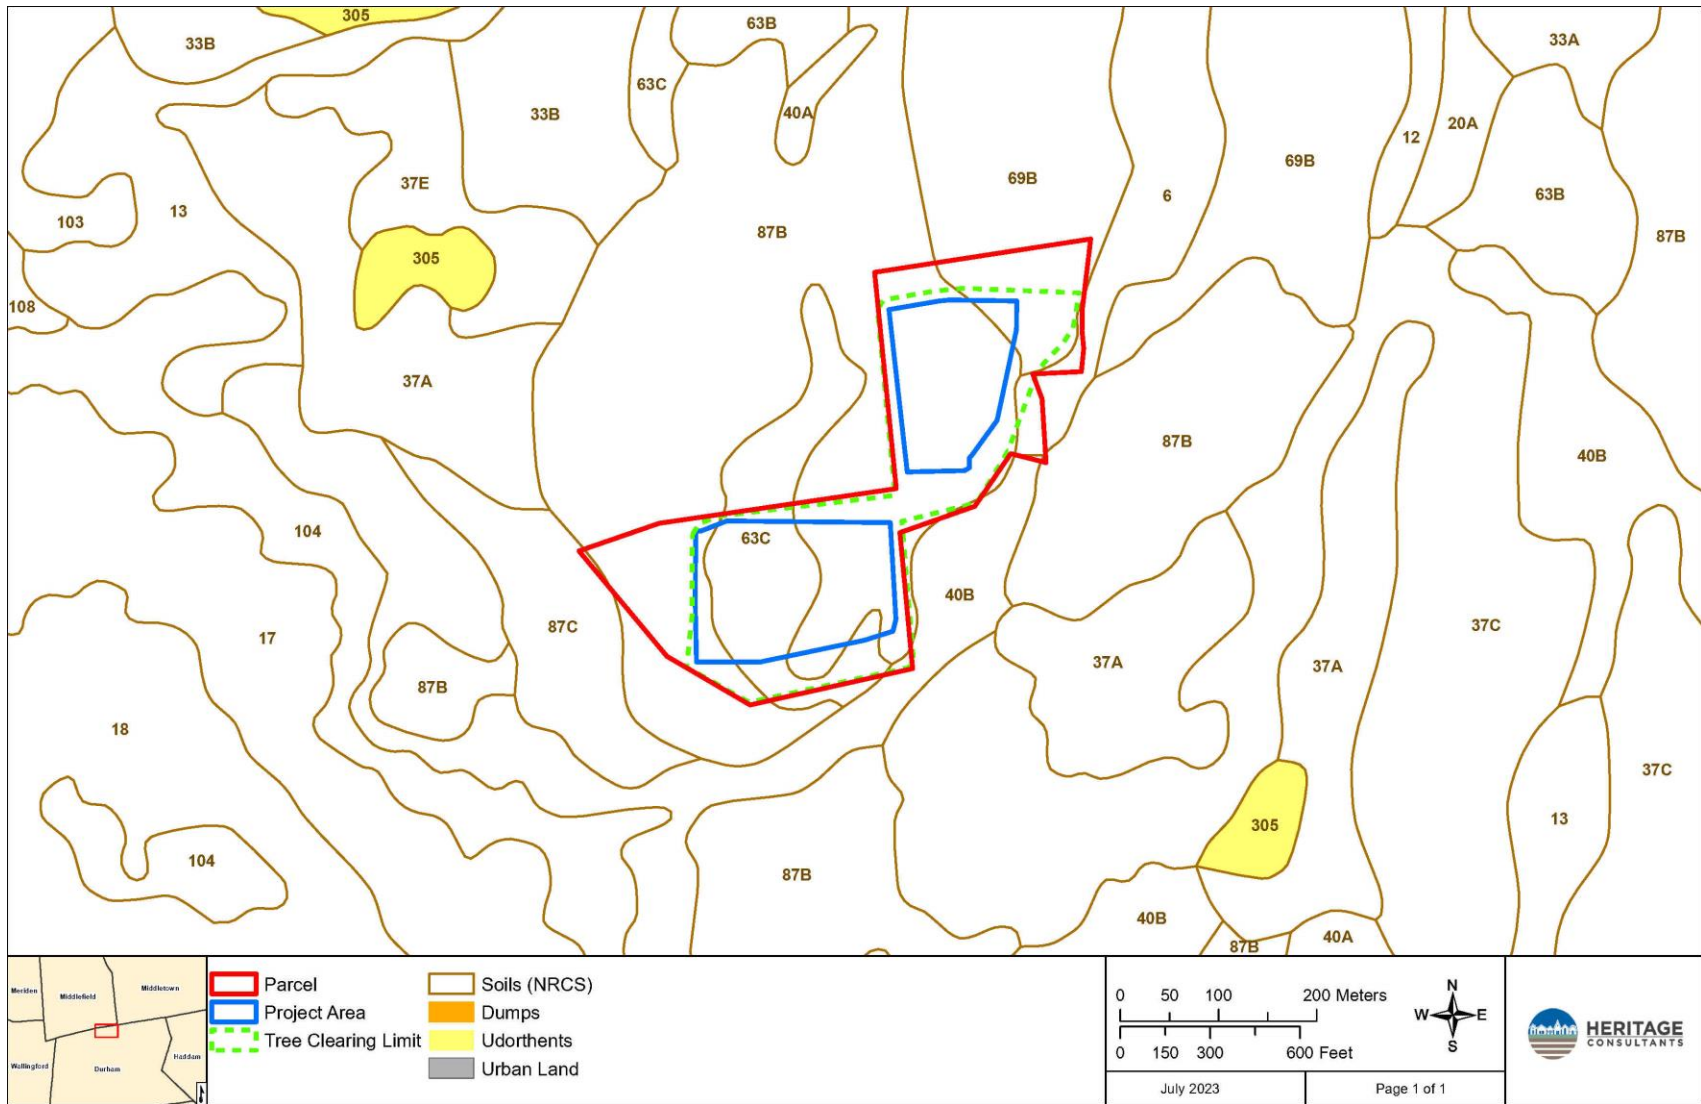 305
33B
63B
33A
63C
33B
40A
12
20A
69B
69B
37E
6
63B
13
103
87B
87B
305
108
37A
87B
40B
104
63C
40B
87C
17
37C
37A
37A
87B
18
37C
305
13
104
87B
40B
40A
87B
Meriden
Middlefield
Middletown
Wallingford
Durham
Haddam
Parcel
Project Area
Tree Clearing Limit
Soils (NRCS)
Dumps
Udorthents
Urban Land
0 50 100 200 Meters
0 150 300 600 Feet
N
W E
S
July 2023
Page 1 of 1
HERITAGE
CONSULTANTS